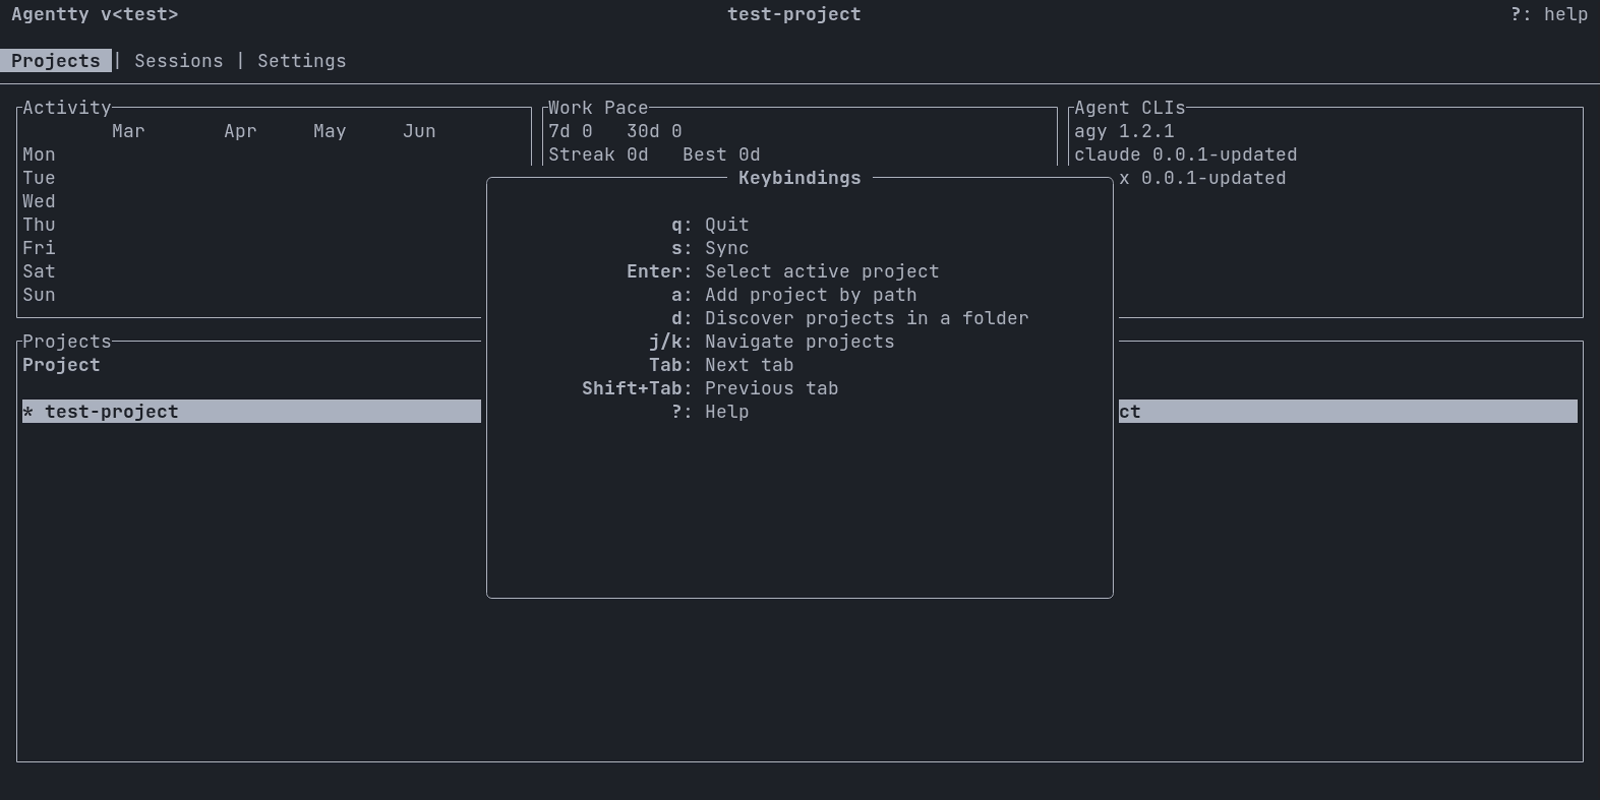 Agentty v<test> test-project ?: help
Projects | Sessions | Settings
Activity
Mar Apr May Jun
Mon
Tue
Wed
Thu
Fri
Sat
Sun
Work Pace
7d 0 30d 0
Streak 0d Best 0d
Agent CLIs
agy 1.2.1
claude 0.0.1-updated
x 0.0.1-updated
Keybindings
q: Quit
s: Sync
Enter: Select active project
a: Add project by path
d: Discover projects in a folder
j/k: Navigate projects
Tab: Next tab
Shift+Tab: Previous tab
?: Help
Projects
Project
* test-project
ct